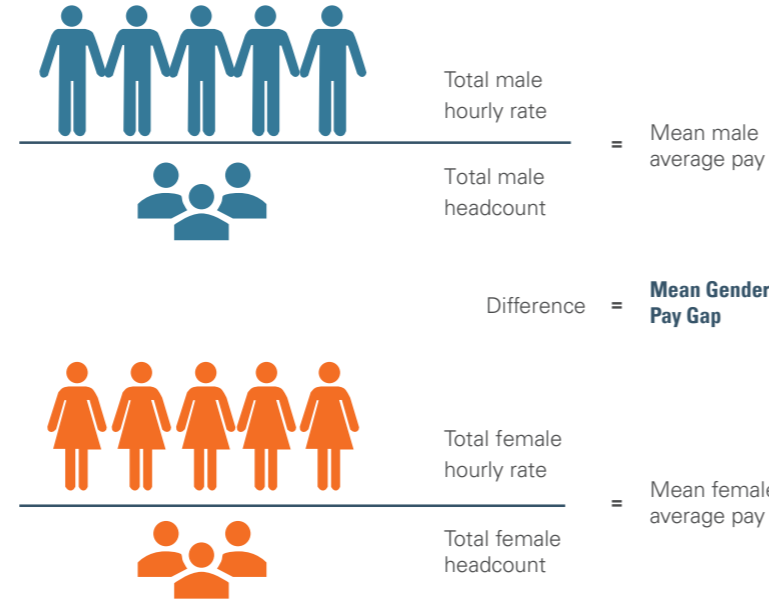 Total male
hourly rate
=
Mean male
average pay
Total male
headcount
Difference = Mean Gender
Pay Gap
Total female
hourly rate
=
Mean female
average pay
Total female
headcount